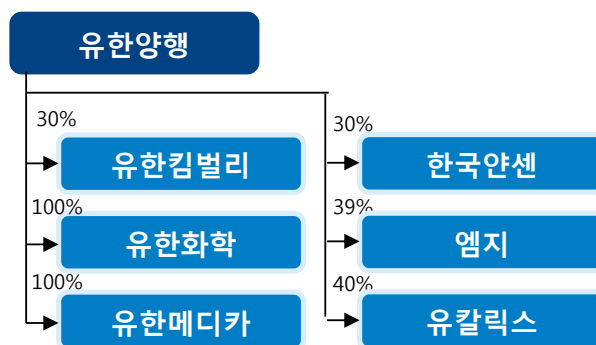 유한양행
30%
유한킴벌리
100%
유한화학
100%
유한메디카
30%
한국얀센
39%
엠지
40%
유칼릭스